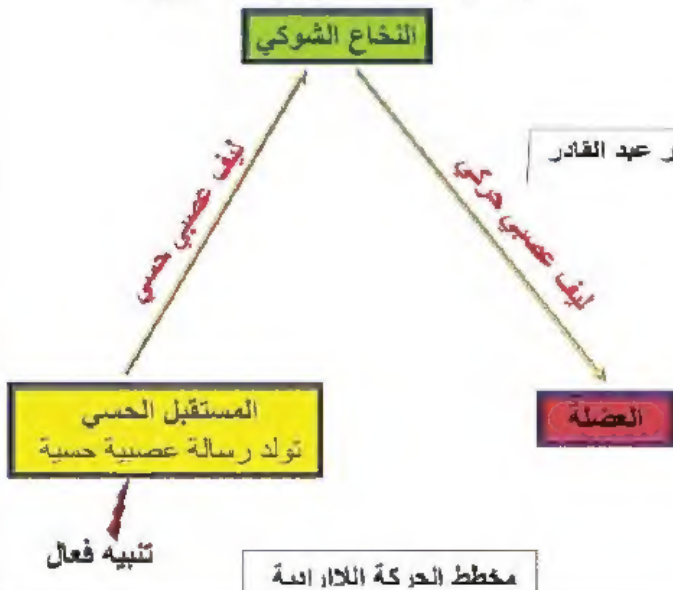 النخاع الشوكي
ر عبد القادر
ليف عصبي حسي
ليف عصبي حركي
المستقبل الحسي
تولد رسالة عصبية حسية
العضلة
تنبيه فعال
مخطط الحركة اللاارادية